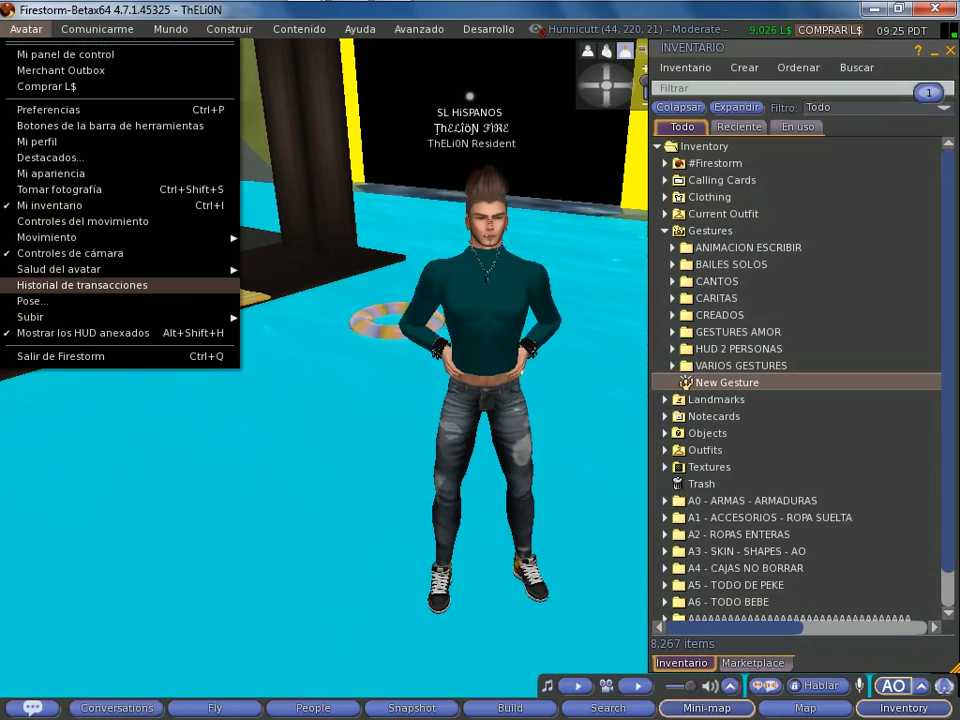 Firestorm-Betax64 4.7.1.45325 - ThELi0N
Avatar Comunicarme Mundo Construir Contenido Ayuda Avanzado Desarrollo Hunnicutt (44, 220, 21) - Moderate - 9,026 L$ COMPRAR L$ 09:25 PDT
Mi panel de control
Merchant Outbox
Comprar L$
Preferencias Ctrl+P
Botones de la barra de herramientas
Mi perfil
Destacados...
Mi apariencia
Tomar fotografía Ctrl+Shift+S
Mi inventario Ctrl+I
Controles del movimiento
Movimiento
Controles de cámara
Salud del avatar
Historial de transacciones
Pose...
Subir
Mostrar los HUD anexados Alt+Shift+H
Salir de Firestorm Ctrl+Q
SL HISPANOS
ThELi0N Resident
INVENTARIO ?
Inventario Crear Ordenar Buscar
Filtrar
1
Colapsar Expandir Filtro: Todo
Todo Reciente En uso
Inventory
#Firestorm
Calling Cards
Clothing
Current Outfit
Gestures
ANIMACION ESCRIBIR
BAILES SOLOS
CANTOS
CARITAS
CREADOS
GESTURES AMOR
HUD 2 PERSONAS
VARIOS GESTURES
New Gesture
Landmarks
Notecards
Objects
Outfits
Textures
Trash
A0 - ARMAS - ARMADURAS
A1 - ACCESORIOS - ROPA SUELTA
A2 - ROPAS ENTERAS
A3 - SKIN - SHAPES - AO
A4 - CAJAS NO BORRAR
A5 - TODO DE PEKE
A6 - TODO BEBE
8,267 items
Inventario Marketplace
Hablar AO
Conversations Fly People Snapshot Build Search Mini-map Map Inventory